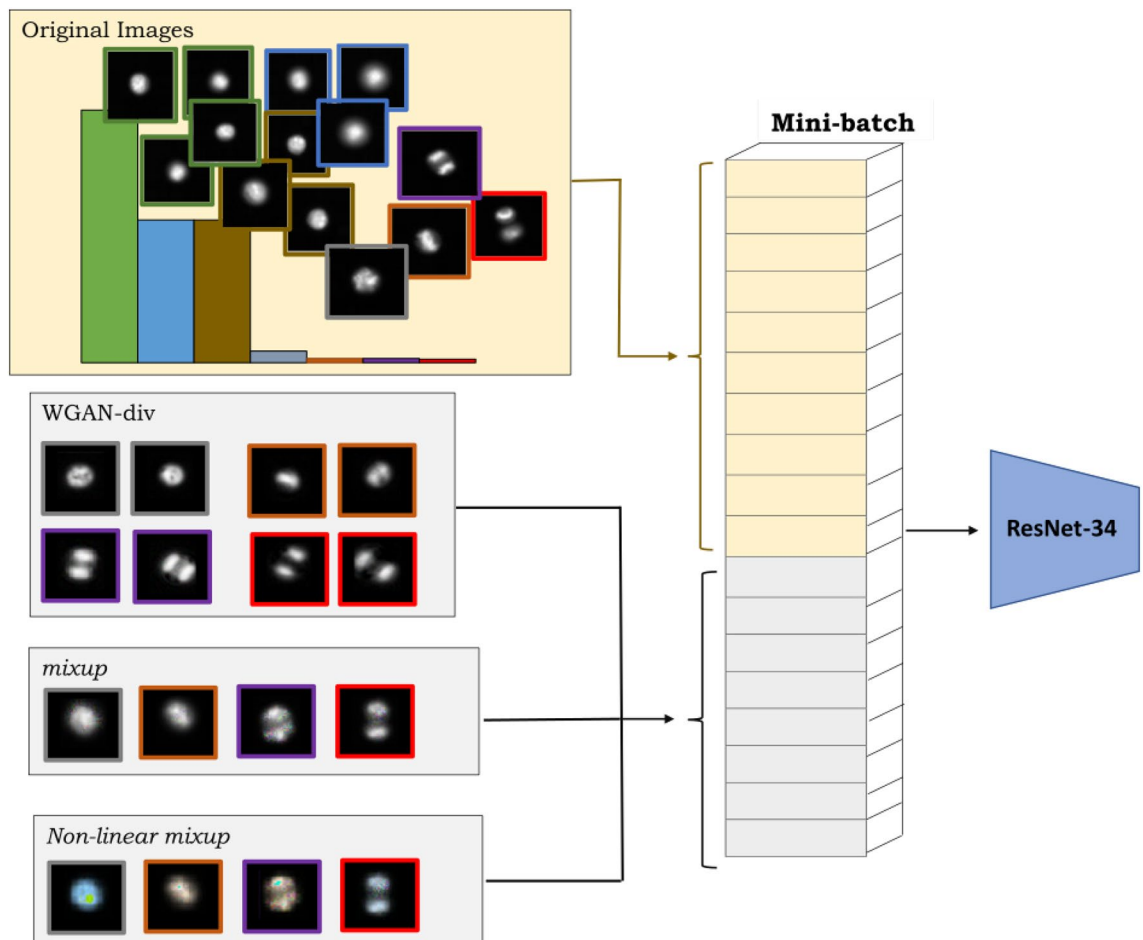 Original Images
Mini-batch
WGAN-div
ResNet-34
mixup
Non-linear mixup